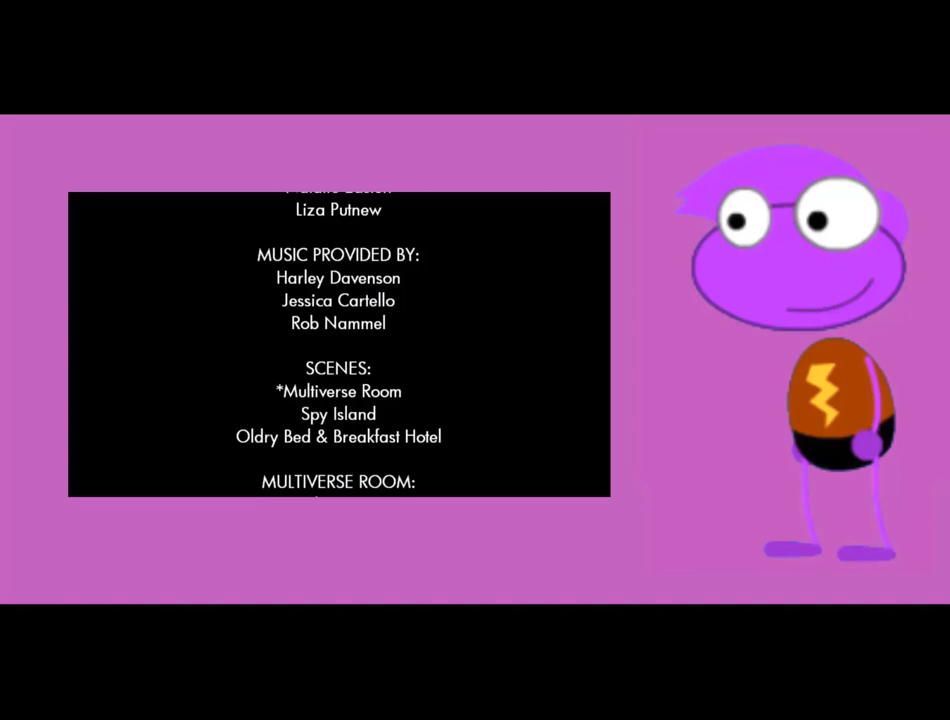 Liza Putnew
MUSIC PROVIDED BY:
Harley Davenson
Jessica Cartello
Rob Nammel
SCENES:
*Multiverse Room
Spy Island
Oldry Bed & Breakfast Hotel
MULTIVERSE ROOM: